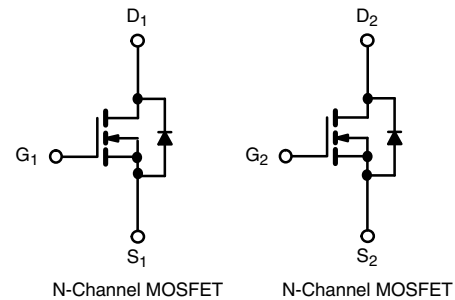 D1 D2
G1 G2
S1 S2
N-Channel MOSFET N-Channel MOSFET